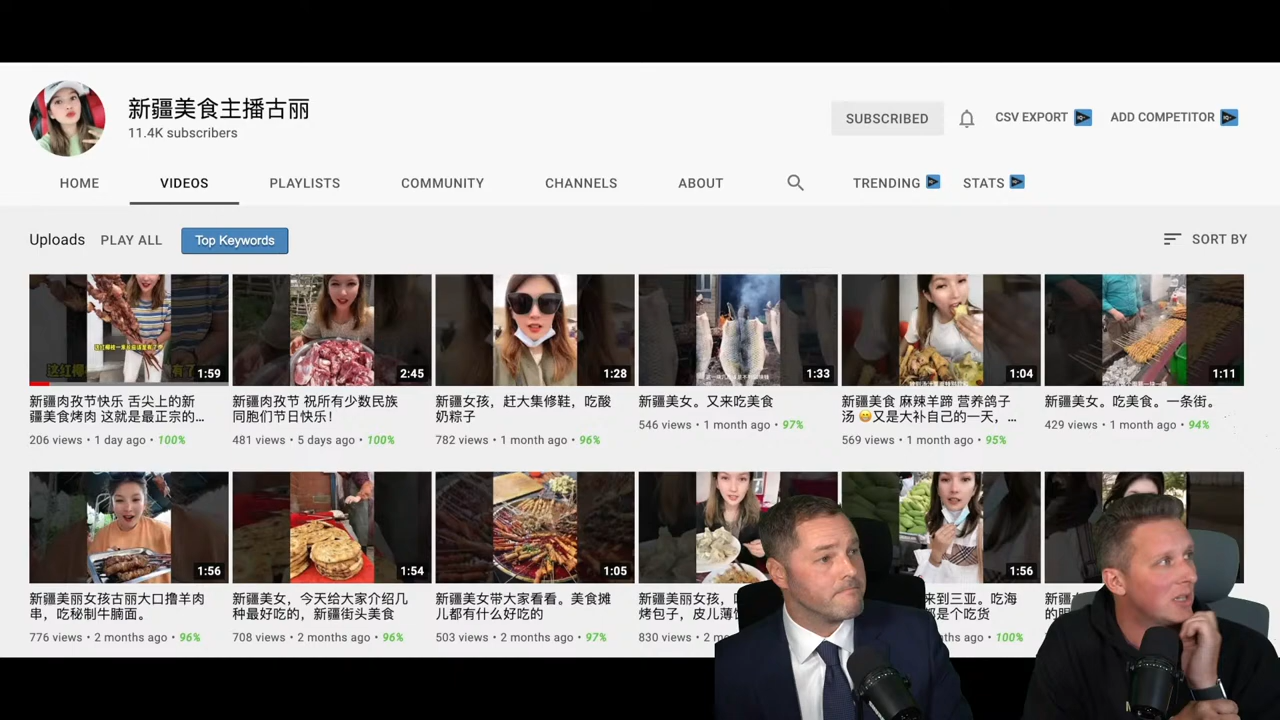 新疆美食主播古丽
11.4K subscribers
SUBSCRIBED
CSV EXPORT
ADD COMPETITOR
HOME
VIDEOS
PLAYLISTS
COMMUNITY
CHANNELS
ABOUT
TRENDING
STATS
Uploads
PLAY ALL
Top Keywords
SORT BY
1:59
2:45
1:28
1:33
1:04
1:11
新疆肉孜节快乐 舌尖上的新
疆美食烤肉 这就是最正宗的...
206 views • 1 day ago • 100%
新疆肉孜节 祝所有少数民族
同胞们节日快乐！
481 views • 5 days ago • 100%
新疆女孩，赶大集修鞋，吃酸
奶粽子
782 views • 1 month ago • 96%
新疆美女。又来吃美食
546 views • 1 month ago • 97%
新疆美食 麻辣羊蹄 营养鸽子
汤 😄又是大补自己的一天，...
569 views • 1 month ago • 95%
新疆美女。吃美食。一条街。
429 views • 1 month ago • 94%
1:56
1:54
1:05
1:56
新疆美丽女孩古丽大口撸羊肉
串，吃秘制牛腩面。
776 views • 2 months ago • 96%
新疆美女，今天给大家介绍几
种最好吃的，新疆街头美食
708 views • 2 months ago • 96%
新疆美女带大家看看。美食摊
儿都有什么好吃的
503 views • 2 months ago • 97%
新疆美丽女孩，
烤包子，皮儿薄
830 views • 2
来到三亚。吃海
都是个吃货
months ago • 100%
新疆
的眼